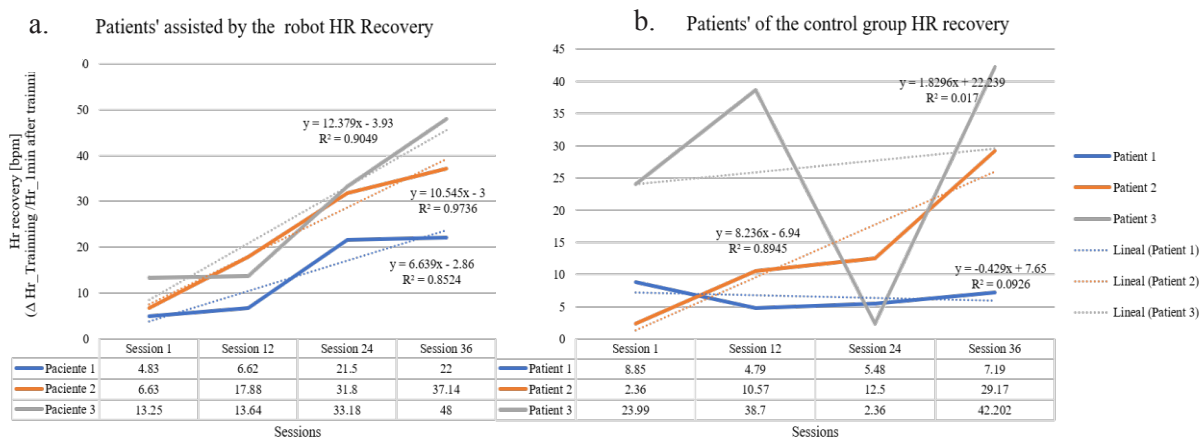 a. Patients' assisted by the robot HR Recovery
Hr recovery [bpm]
(Δ Hr_Trainning /Hr_1min after trainni
0
50
40
30
20
10
0
y = 12.379x - 3.93
R² = 0.9049
y = 10.545x - 3
R² = 0.9736
y = 6.639x - 2.86
R² = 0.8524
Session 1 Session 12 Session 24 Session 36
Paciente 1 4.83 6.62 21.5 22
Paciente 2 6.63 17.88 31.8 37.14
Paciente 3 13.25 13.64 33.18 48
Sessions
b. Patients' of the control group HR recovery
45
40
35
30
25
20
15
10
5
0
y = 1.8296x + 22.239
R² = 0.017
y = 8.236x - 6.94
R² = 0.8945
y = -0.429x + 7.65
R² = 0.0926
Session 1 Session 12 Session 24 Session 36
Patient 1 8.85 4.79 5.48 7.19
Patient 2 2.36 10.57 12.5 29.17
Patient 3 23.99 38.7 2.36 42.202
Sessions
Patient 1
Patient 2
Patient 3
Lineal (Patient 1)
Lineal (Patient 2)
Lineal (Patient 3)